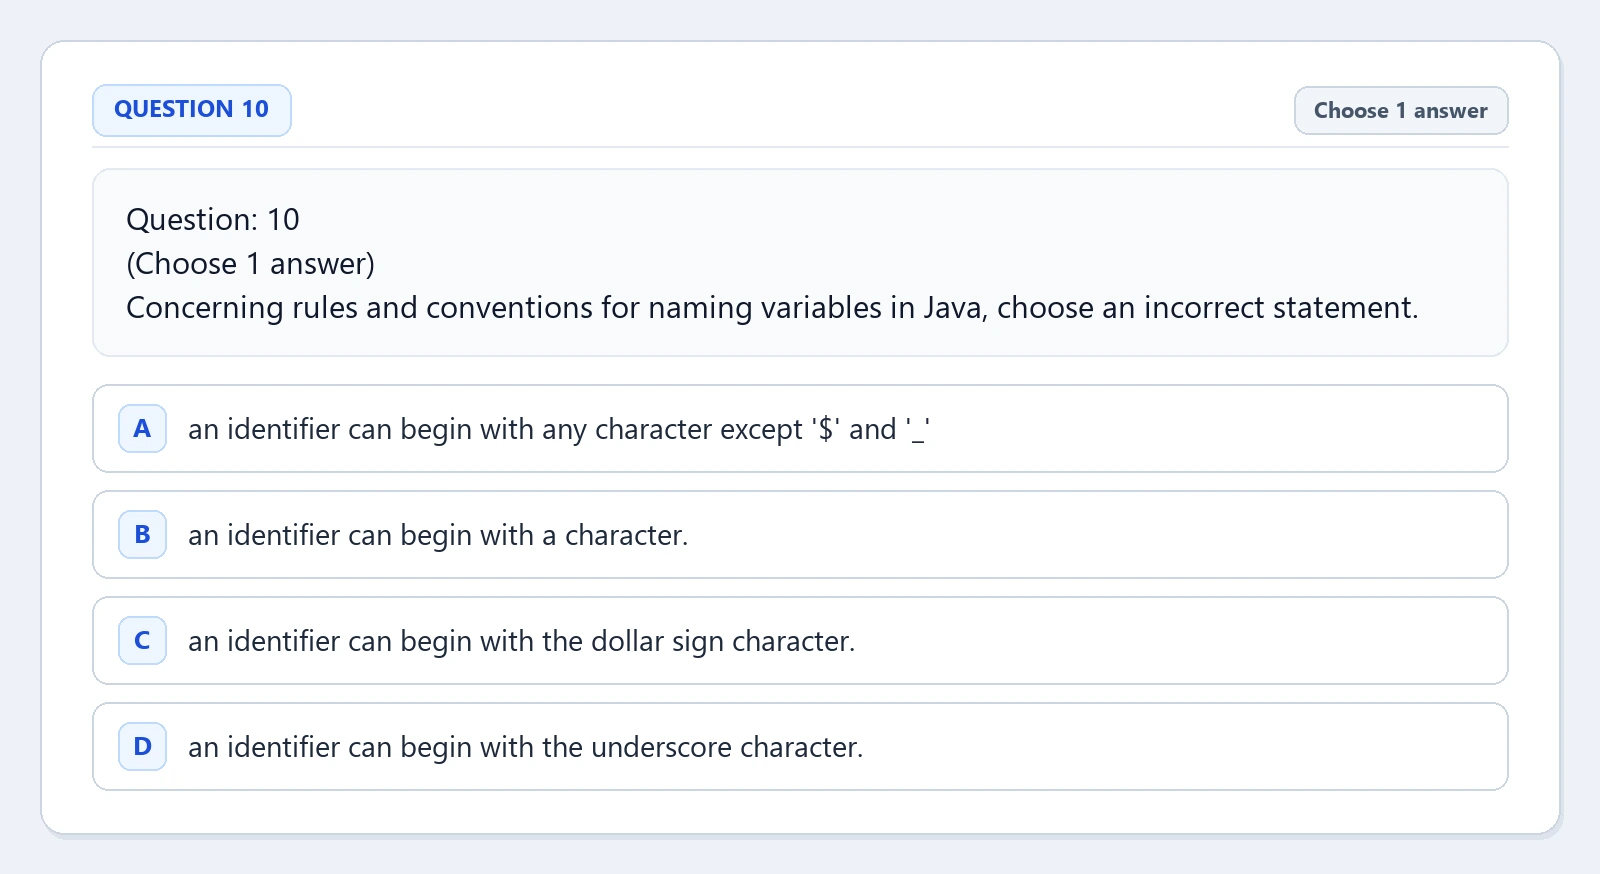 QUESTION 10
Choose 1 answer
Question: 10
(Choose 1 answer)
Concerning rules and conventions for naming variables in Java, choose an incorrect statement.
A an identifier can begin with any character except '$' and '_'
B an identifier can begin with a character.
C an identifier can begin with the dollar sign character.
D an identifier can begin with the underscore character.